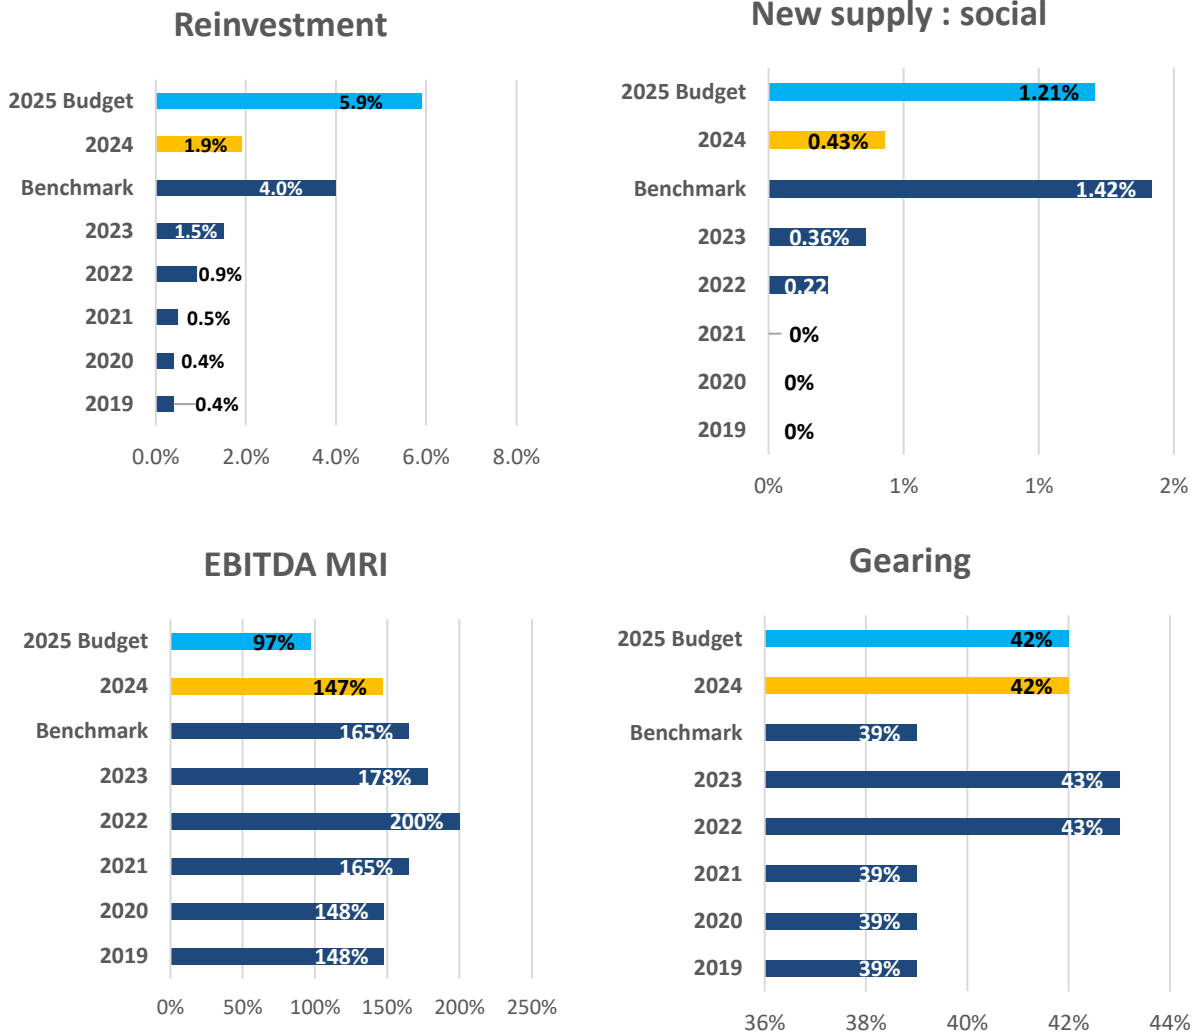 Reinvestment
2025 Budget 5.9%
2024 1.9%
Benchmark 4.0%
2023 1.5%
2022 0.9%
2021 0.5%
2020 0.4%
2019 0.4%
0.0% 2.0% 4.0% 6.0% 8.0%
New supply : social
2025 Budget 1.21%
2024 0.43%
Benchmark 1.42%
2023 0.36%
2022 0.22
2021 0%
2020 0%
2019 0%
0% 1% 1% 2%
EBITDA MRI
2025 Budget 97%
2024 147%
Benchmark 165%
2023 178%
2022 200%
2021 165%
2020 148%
2019 148%
0% 50% 100% 150% 200% 250%
Gearing
2025 Budget 42%
2024 42%
Benchmark 39%
2023 43%
2022 43%
2021 39%
2020 39%
2019 39%
36% 38% 40% 42% 44%